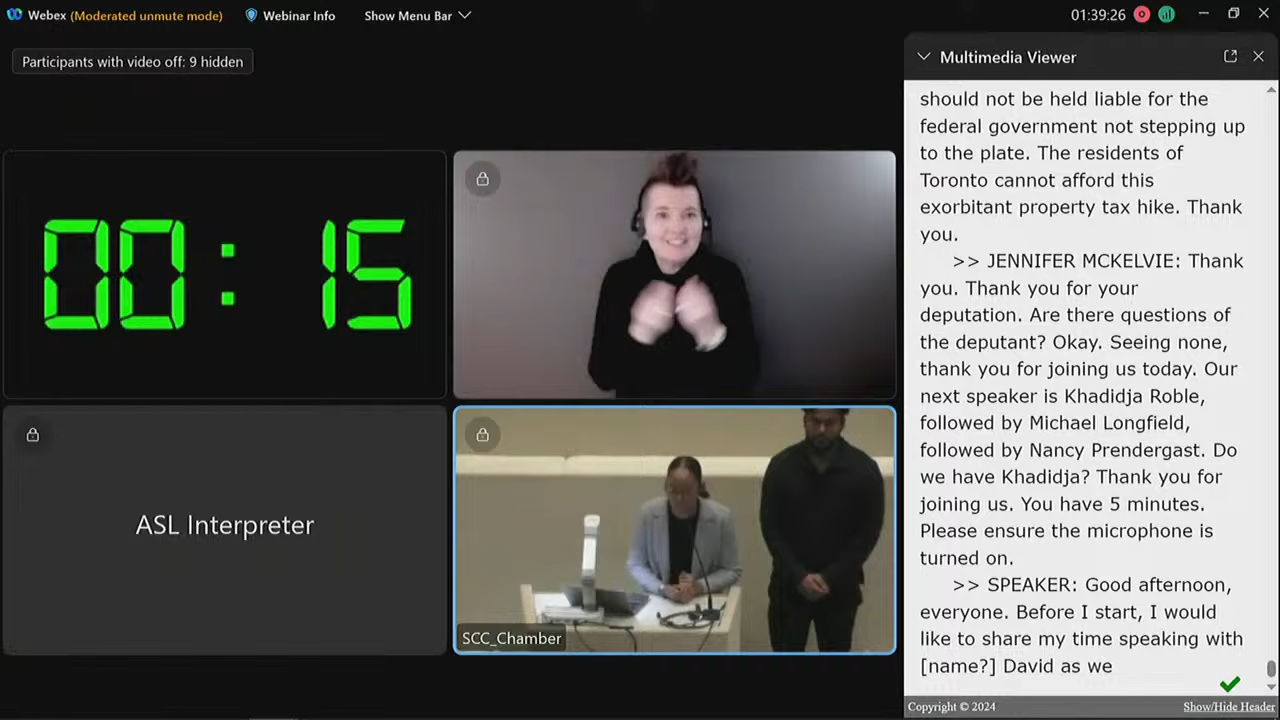 Webex (Moderated unmute mode) Webinar Info Show Menu Bar 01:39:26
Participants with video off: 9 hidden
Multimedia Viewer
should not be held liable for the
federal government not stepping up
to the plate. The residents of
Toronto cannot afford this
exorbitant property tax hike. Thank
you.
>> JENNIFER MCKELVIE: Thank
you. Thank you for your
deputation. Are there questions of
the deputant? Okay. Seeing none,
thank you for joining us today. Our
next speaker is Khadidja Roble,
followed by Michael Longfield,
followed by Nancy Prendergast. Do
we have Khadidja? Thank you for
joining us. You have 5 minutes.
Please ensure the microphone is
turned on.
>> SPEAKER: Good afternoon,
everyone. Before I start, I would
like to share my time speaking with
[name?] David as we
00:15
ASL Interpreter
SCC_Chamber
Copyright © 2024 Show/Hide Header